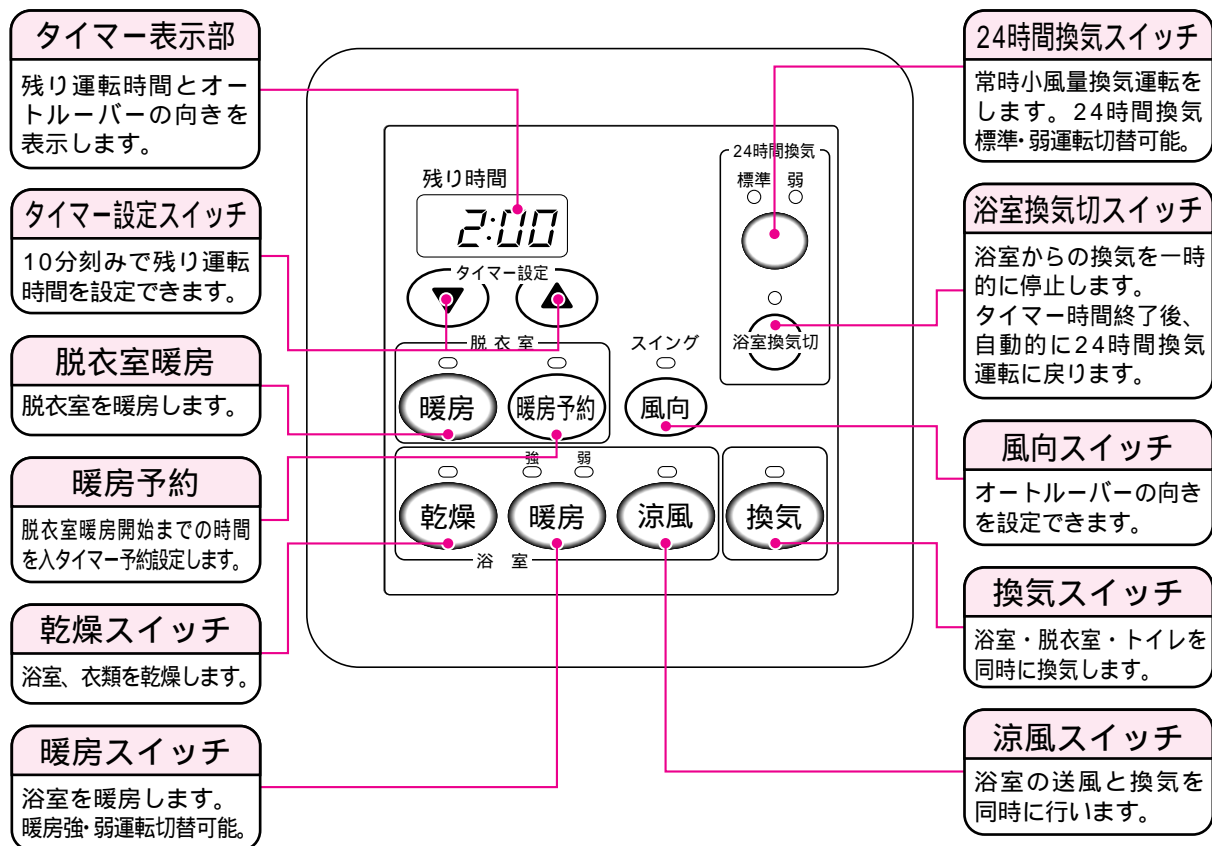 タイマー表示部
残り運転時間とオー
トルーバーの向きを
表示します。
タイマー設定スイッチ
10分刻みで残り運転
時間を設定できます。
脱衣室暖房
脱衣室を暖房します。
暖房予約
脱衣室暖房開始までの時間
を入タイマー予約設定します。
乾燥スイッチ
浴室、衣類を乾燥します。
暖房スイッチ
浴室を暖房します。
暖房強・弱運転切替可能。
残り時間
2:00
タイマー設定
▼ ▲
脱衣室
暖房 暖房予約
スイング
風向
強 弱
乾燥 暖房 涼風 換気
浴室
24時間換気
標準 弱
浴室換気切
24時間換気スイッチ
常時小風量換気運転を
します。24時間換気
標準・弱運転切替可能。
浴室換気切スイッチ
浴室からの換気を一時
的に停止します。
タイマー時間終了後、
自動的に24時間換気
運転に戻ります。
風向スイッチ
オートルーバーの向き
を設定できます。
換気スイッチ
浴室・脱衣室・トイレを
同時に換気します。
涼風スイッチ
浴室の送風と換気を
同時に行います。